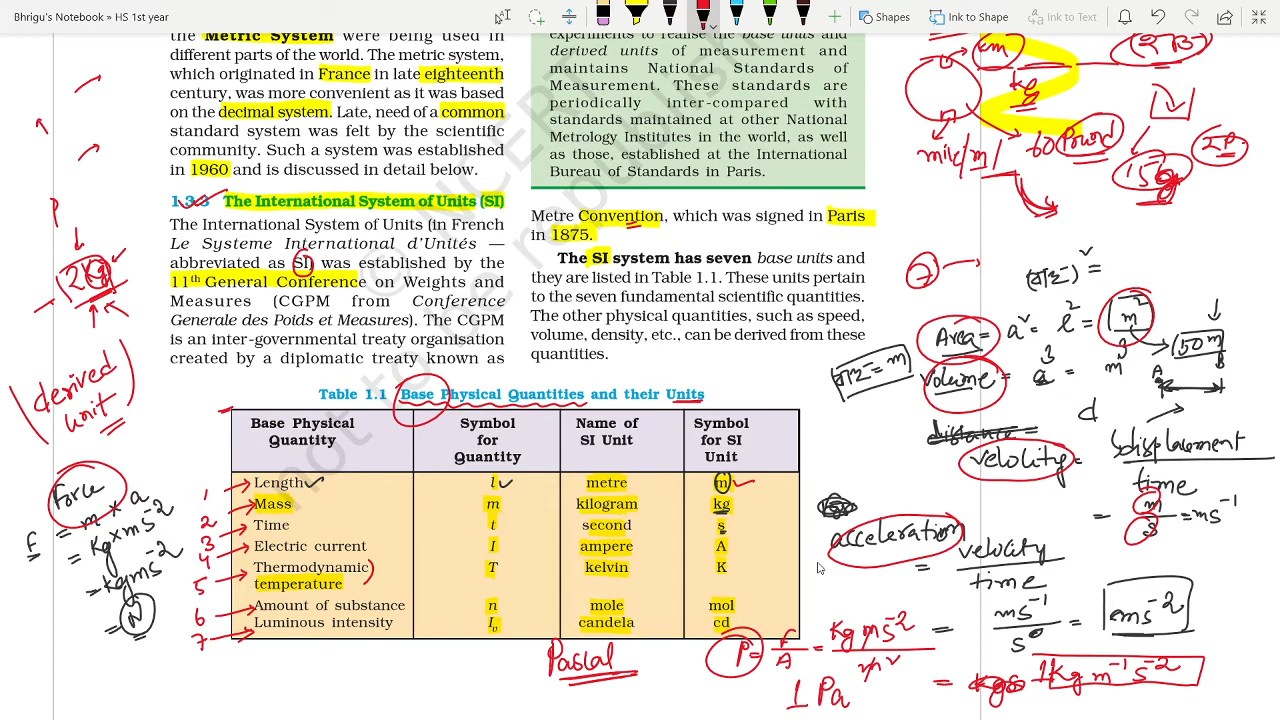 Bhrigu's Notebook » HS 1st year
Shapes
Ink to Shape
Ink to Text
the Metric System were being used in
different parts of the world. The metric system,
which originated in France in late eighteenth
century, was more convenient as it was based
on the decimal system. Late, need of a common
standard system was felt by the scientific
community. Such a system was established
in 1960 and is discussed in detail below.
1.3.3 The International System of Units (SI)
The International System of Units (in French
Le Systeme International d'Unités —
abbreviated as SI) was established by the
11th General Conference on Weights and
Measures (CGPM from Conference
Generale des Poids et Measures). The CGPM
is an inter-governmental treaty organisation
created by a diplomatic treaty known as
experiments to realise the base units and
derived units of measurement and
maintains National Standards of
Measurement. These standards are
periodically inter-compared with
standards maintained at other National
Metrology Institutes in the world, as well
as those, established at the International
Bureau of Standards in Paris.
Metre Convention, which was signed in Paris
in 1875.
The SI system has seven base units and
they are listed in Table 1.1. These units pertain
to the seven fundamental scientific quantities.
The other physical quantities, such as speed,
volume, density, etc., can be derived from these
quantities.
Table 1.1 Base Physical Quantities and their Units
Base Physical Quantity Symbol for Quantity Name of SI Unit Symbol for SI Unit
1 Length l metre m
2 Mass m kilogram kg
3 Time t second s
4 Electric current I ampere A
5 Thermodynamic temperature T kelvin K
6 Amount of substance n mole mol
7 Luminous intensity Iv candela cd
© NCERT
not to be republished
2Kg
(derived
unit)
Force
F = m × a
= kg × ms⁻²
= kgms⁻²
= N
km
kg
mile/m/
60 Pound
15g
2P
7
Area = a² = l² = m²
volume = a³ = m³
150m
A B
d
distance =
velocity = displacement
time
= m
s
= ms⁻¹
acceleration
= velocity
time
= ms⁻¹
s
= ms⁻²
Pascal
P = F
A
= Kg ms⁻²
m²
1 Pa = 1Kg m⁻¹ s⁻²